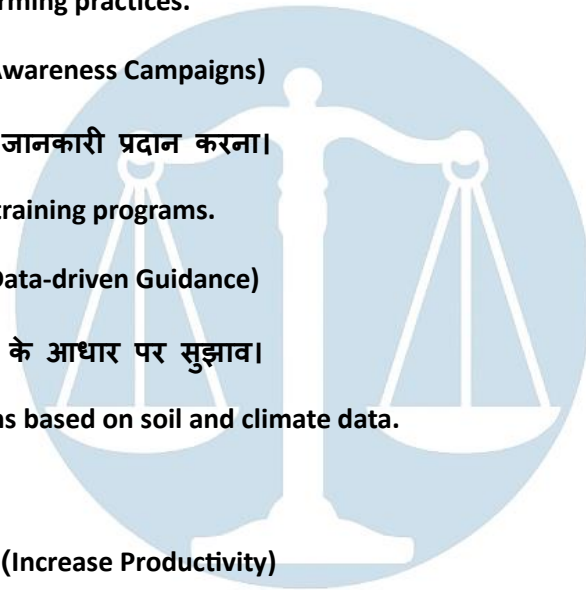 rming practices.
Awareness Campaigns)
जानकारी प्रदान करना।
training programs.
Data-driven Guidance)
के आधार पर सुझाव।
ns based on soil and climate data.
(Increase Productivity)